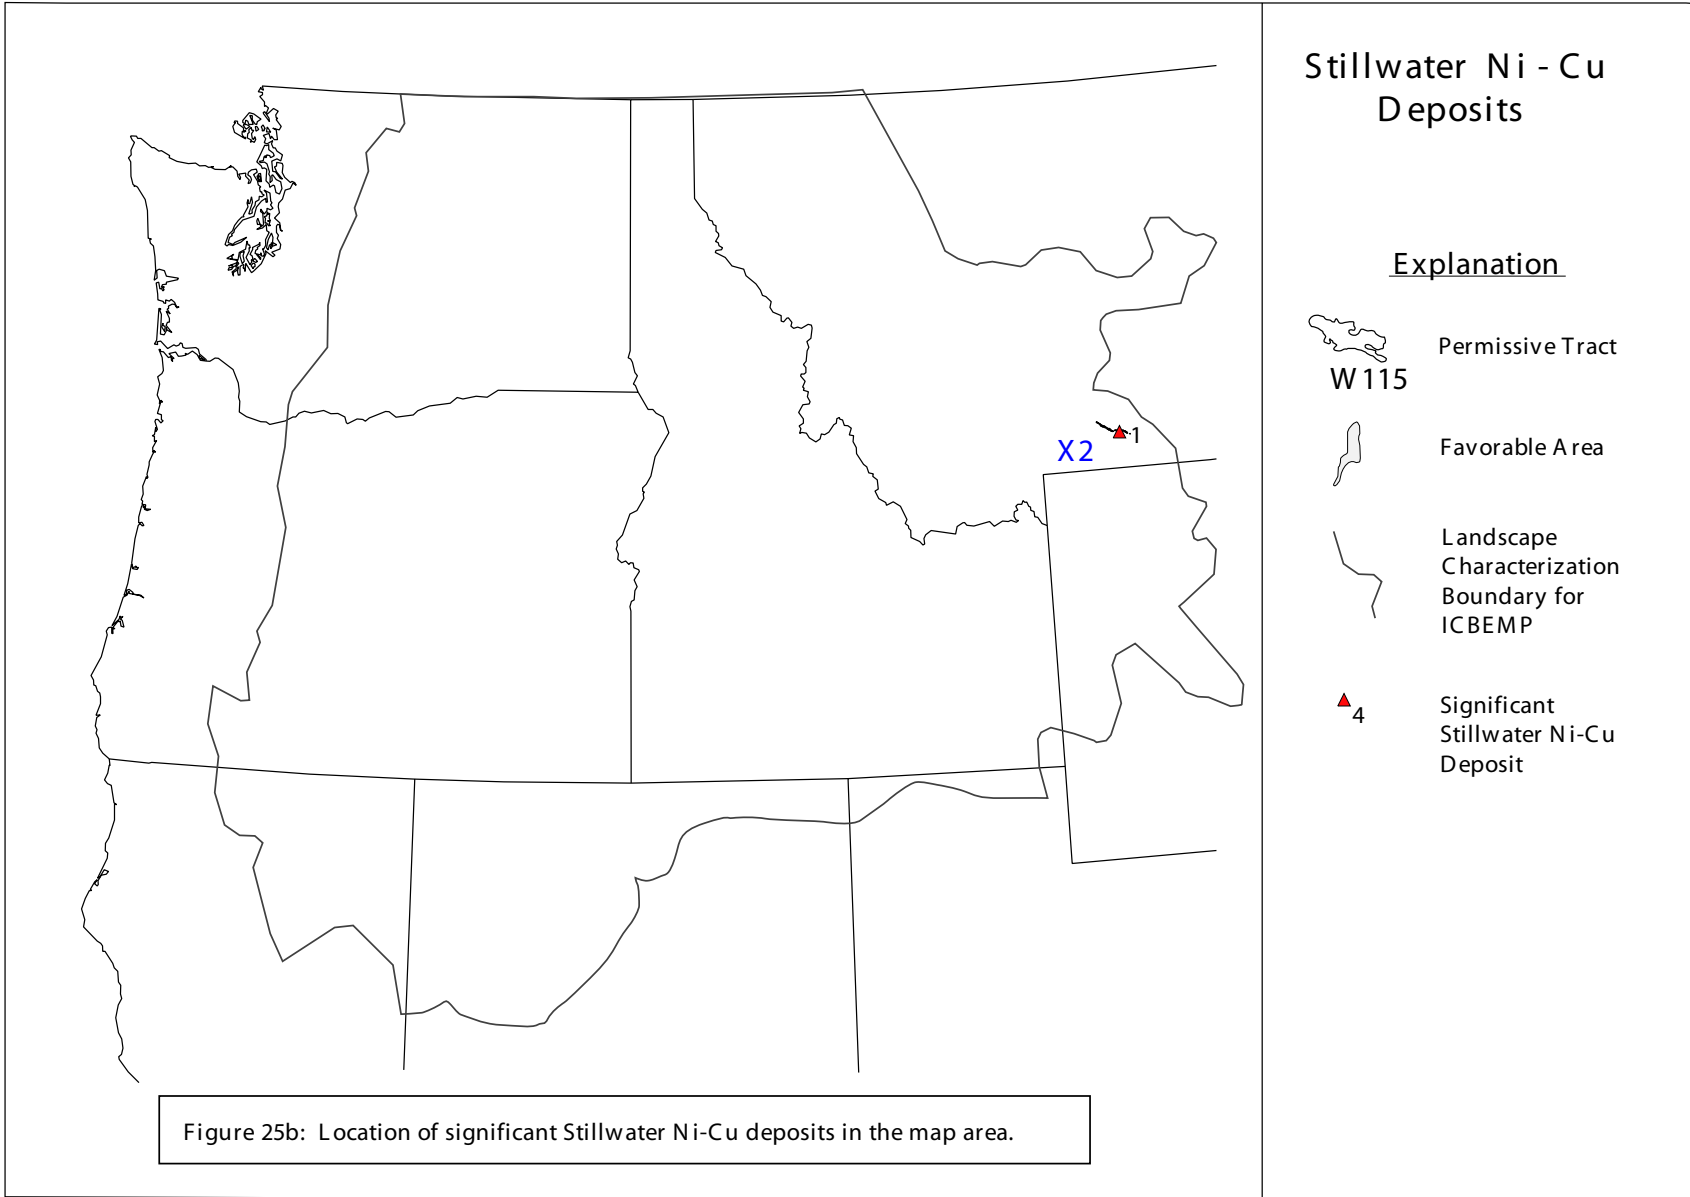 Stillwater Ni - Cu
Deposits
Explanation
Permissive Tract
W115
Favorable Area
Landscape
Characterization
Boundary for
ICBEMP
4
Significant
Stillwater Ni-Cu
Deposit
1
X2
Figure 25b: Location of significant Stillwater Ni-Cu deposits in the map area.